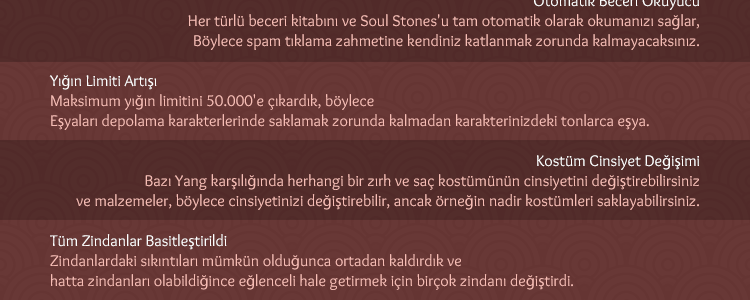 Otomatik Beceri Okuyucu
Her türlü beceri kitabını ve Soul Stones'u tam otomatik olarak okumanızı sağlar,
Böylece spam tıklama zahmetine kendiniz katlanmak zorunda kalmayacaksınız.
Yığın Limiti Artışı
Maksimum yığın limitini 50.000'e çıkardık, böylece
Eşyaları depolama karakterlerinde saklamak zorunda kalmadan karakterinizdeki tonlarca eşya.
Kostüm Cinsiyet Değişimi
Bazı Yang karşılığında herhangi bir zırh ve saç kostümünün cinsiyetini değiştirebilirsiniz
ve malzemeler, böylece cinsiyetinizi değiştirebilir, ancak örneğin nadir kostümleri saklayabilirsiniz.
Tüm Zindanlar Basitleştirildi
Zindanlardaki sıkıntıları mümkün olduğunca ortadan kaldırdık ve
hatta zindanları olabildiğince eğlenceli hale getirmek için birçok zindanı değiştirdi.